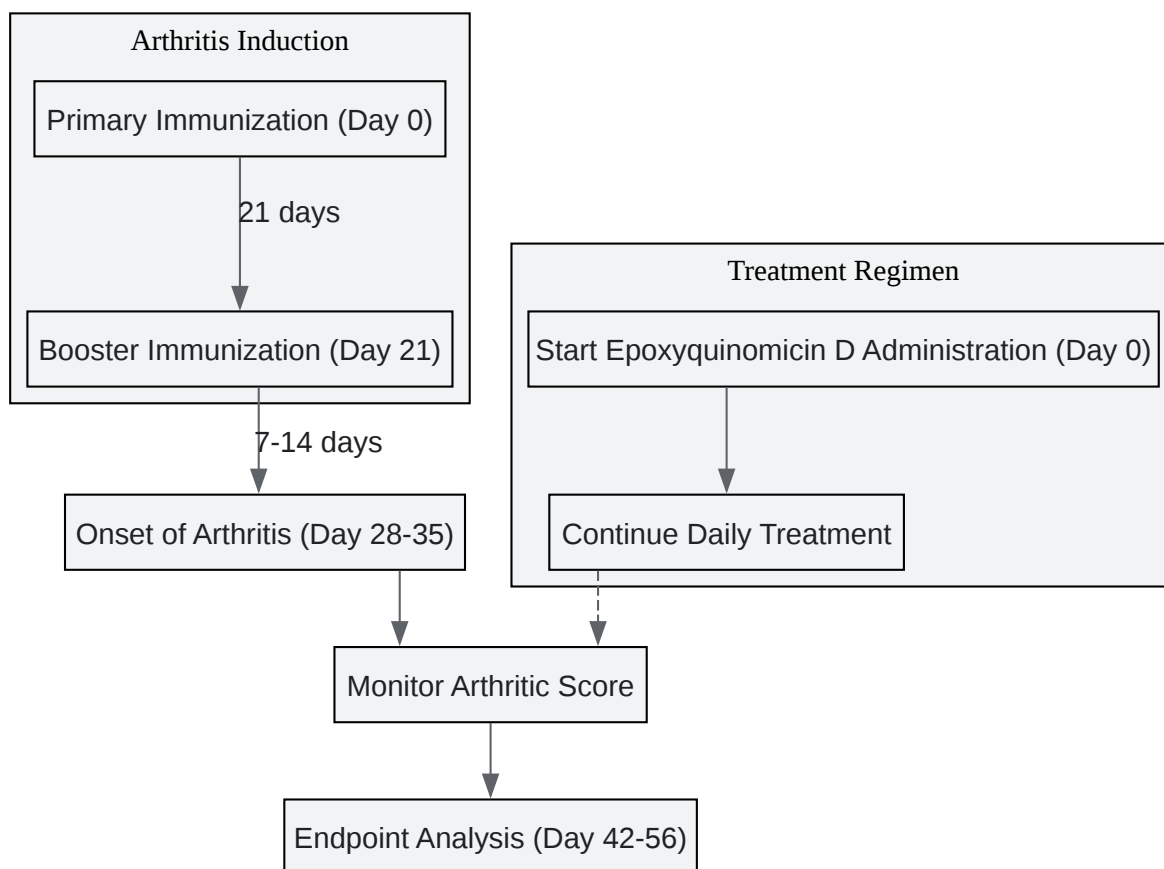 Arthritis Induction
Primary Immunization (Day 0)
21 days
Booster Immunization (Day 21)
7-14 days
Onset of Arthritis (Day 28-35)
Treatment Regimen
Start Epoxyquinomicin D Administration (Day 0)
Continue Daily Treatment
Monitor Arthritic Score
Endpoint Analysis (Day 42-56)